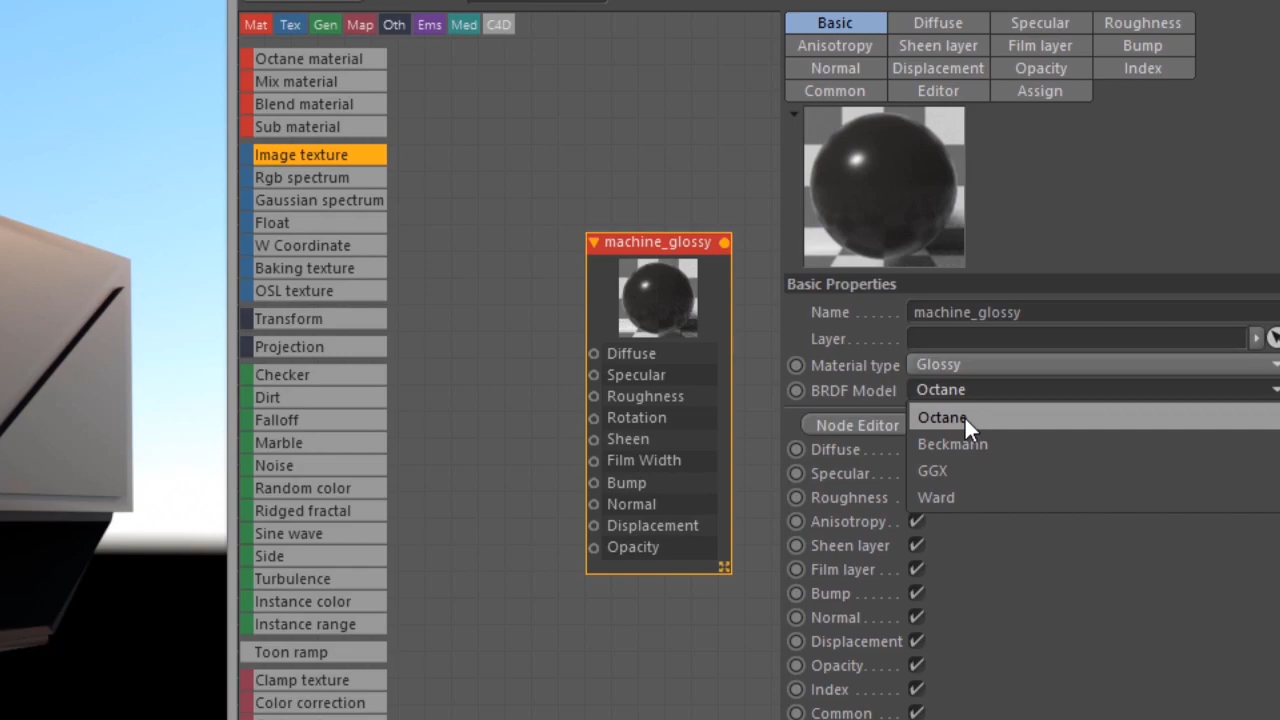 Mat Tex Gen Map Oth Ems Med C4D
Octane material
Mix material
Blend material
Sub material
Image texture
Rgb spectrum
Gaussian spectrum
Float
W Coordinate
Baking texture
OSL texture
Transform
Projection
Checker
Dirt
Falloff
Marble
Noise
Random color
Ridged fractal
Sine wave
Side
Turbulence
Instance color
Instance range
Toon ramp
Clamp texture
Color correction
machine_glossy
Diffuse
Specular
Roughness
Rotation
Sheen
Film Width
Bump
Normal
Displacement
Opacity
Basic Diffuse Specular Roughness
Anisotropy Sheen layer Film layer Bump
Normal Displacement Opacity Index
Common Editor Assign
Basic Properties
Name . . . . . . machine_glossy
Layer . . . . . . .
Material type Glossy
BRDF Model Octane
Octane
Beckmann
GGX
Ward
Node Editor
Diffuse . . . . .
Specular . . . .
Roughness .
Anisotropy . .
Sheen layer
Film layer . . .
Bump . . . . . .
Normal . . . . .
Displacement
Opacity . . . . .
Index . . . . . .
Common . . .